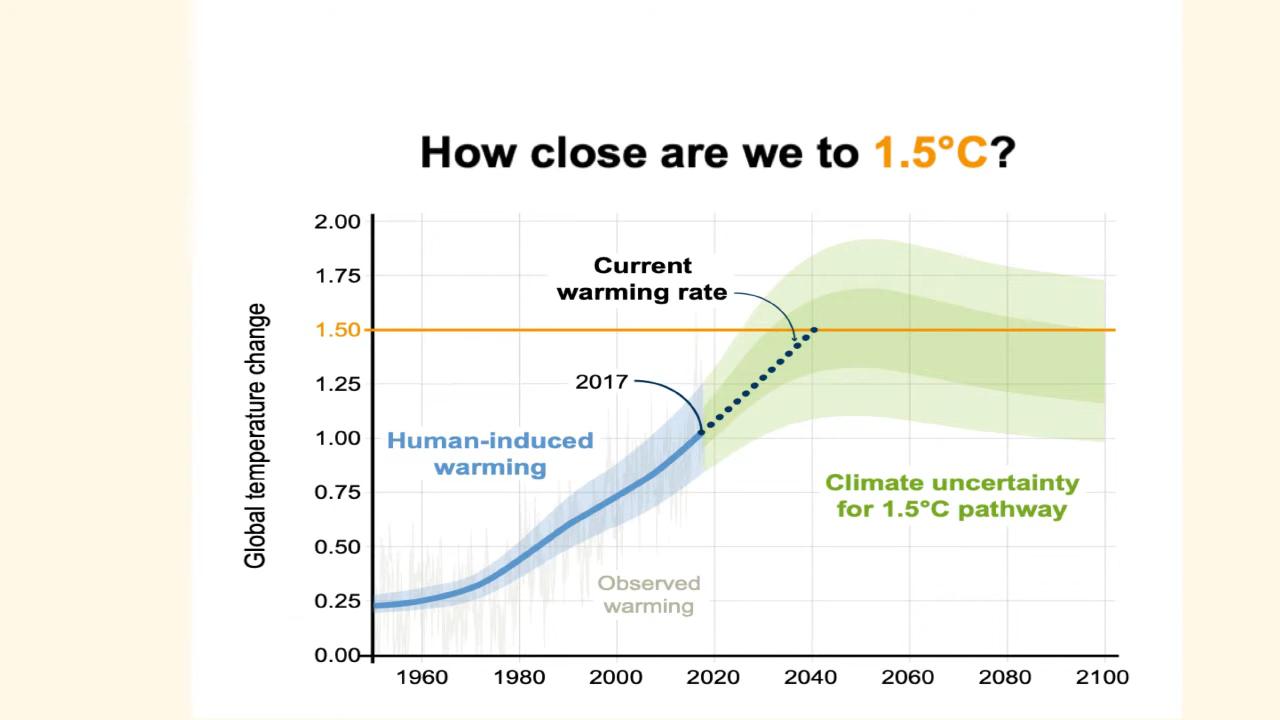 How close are we to 1.5°C?
2.00
1.75
1.50
1.25
1.00
0.75
0.50
0.25
0.00
Global temperature change
Current
warming rate
2017
Human-induced
warming
Climate uncertainty
for 1.5°C pathway
Observed
warming
1960 1980 2000 2020 2040 2060 2080 2100